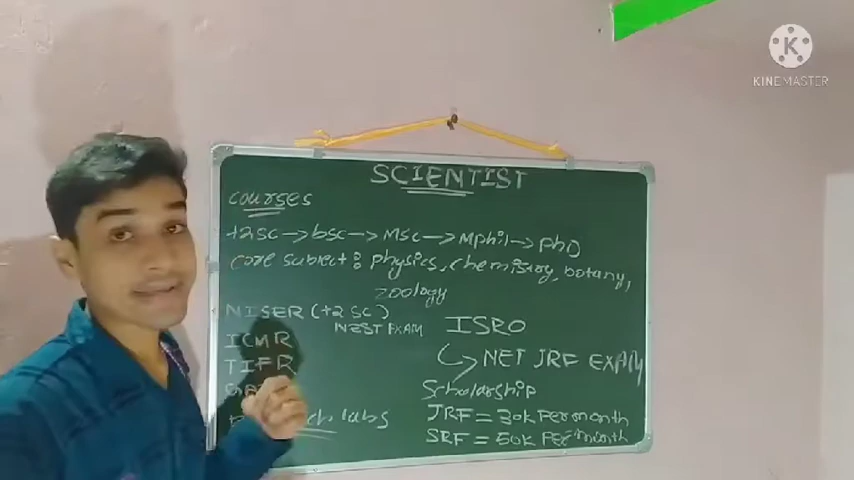 SCIENTIST
courses
+2SC→bSC→MSC→Mphil→PhD
Core Subject: Physics, Chemistry, botany,
zoology
NISER (+2 SC)
NEST EXAM
ICMR
TIFR
labs
ISRO
NET JRF EXAM
Scholarship
JRF = 30K Per month
SRF = 50K Per month
K
KINEMASTER